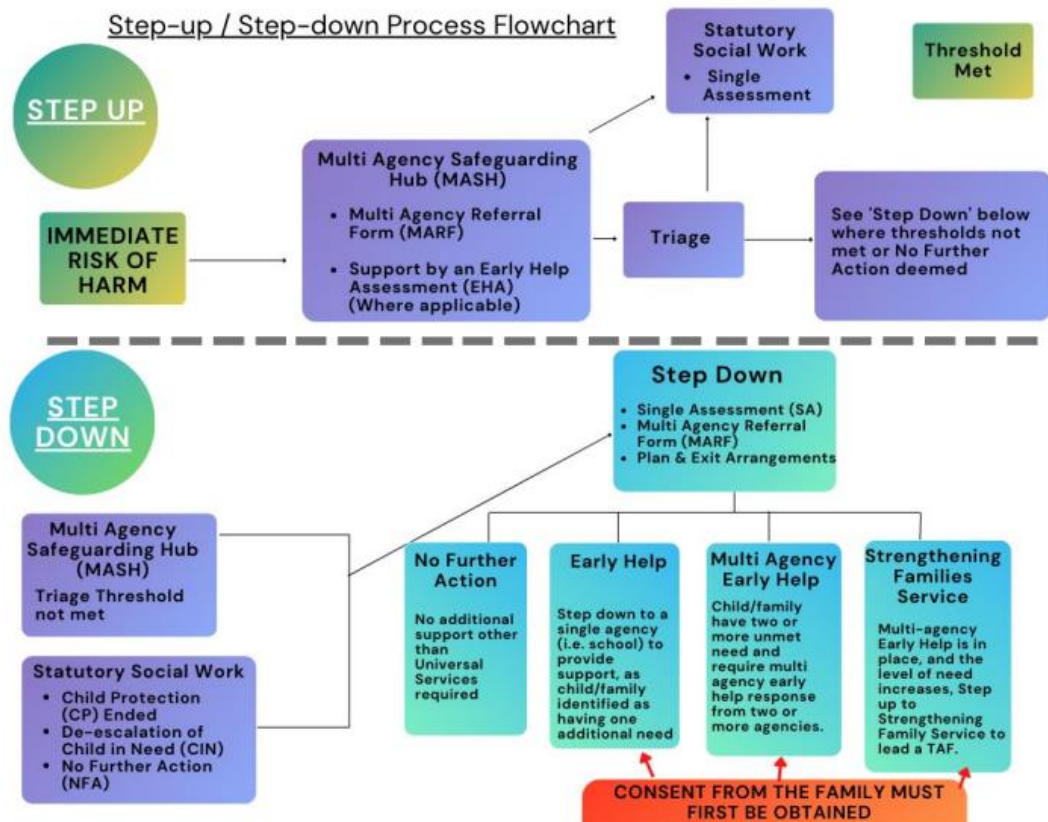 Step-up / Step-down Process Flowchart
STEP UP
IMMEDIATE
RISK OF
HARM
Multi Agency Safeguarding
Hub (MASH)
• Multi Agency Referral
Form (MARF)
• Support by an Early Help
Assessment (EHA)
(Where applicable)
Triage
Statutory
Social Work
• Single
Assessment
Threshold
Met
See 'Step Down' below
where thresholds not
met or No Further
Action deemed
STEP
DOWN
Multi Agency
Safeguarding Hub
(MASH)
Triage Threshold
not met
Statutory Social Work
• Child Protection
(CP) Ended
• De-escalation of
Child in Need (CIN)
• No Further Action
(NFA)
Step Down
• Single Assessment (SA)
• Multi Agency Referral
Form (MARF)
• Plan & Exit Arrangements
No Further
Action
No additional
support other
than
Universal
Services
required
Early Help
Step down to a
single agency
(i.e. school) to
provide
support, as
child/family
identified as
having one
additional need
Multi Agency
Early Help
Child/family
have two or
more unmet
need and
require multi
agency early
help response
from two or
more agencies.
Strengthening
Families
Service
Multi-agency
Early Help is in
place, and the
level of need
increases, Step
up to
Strengthening
Family Service to
lead a TAF.
CONSENT FROM THE FAMILY MUST
FIRST BE OBTAINED